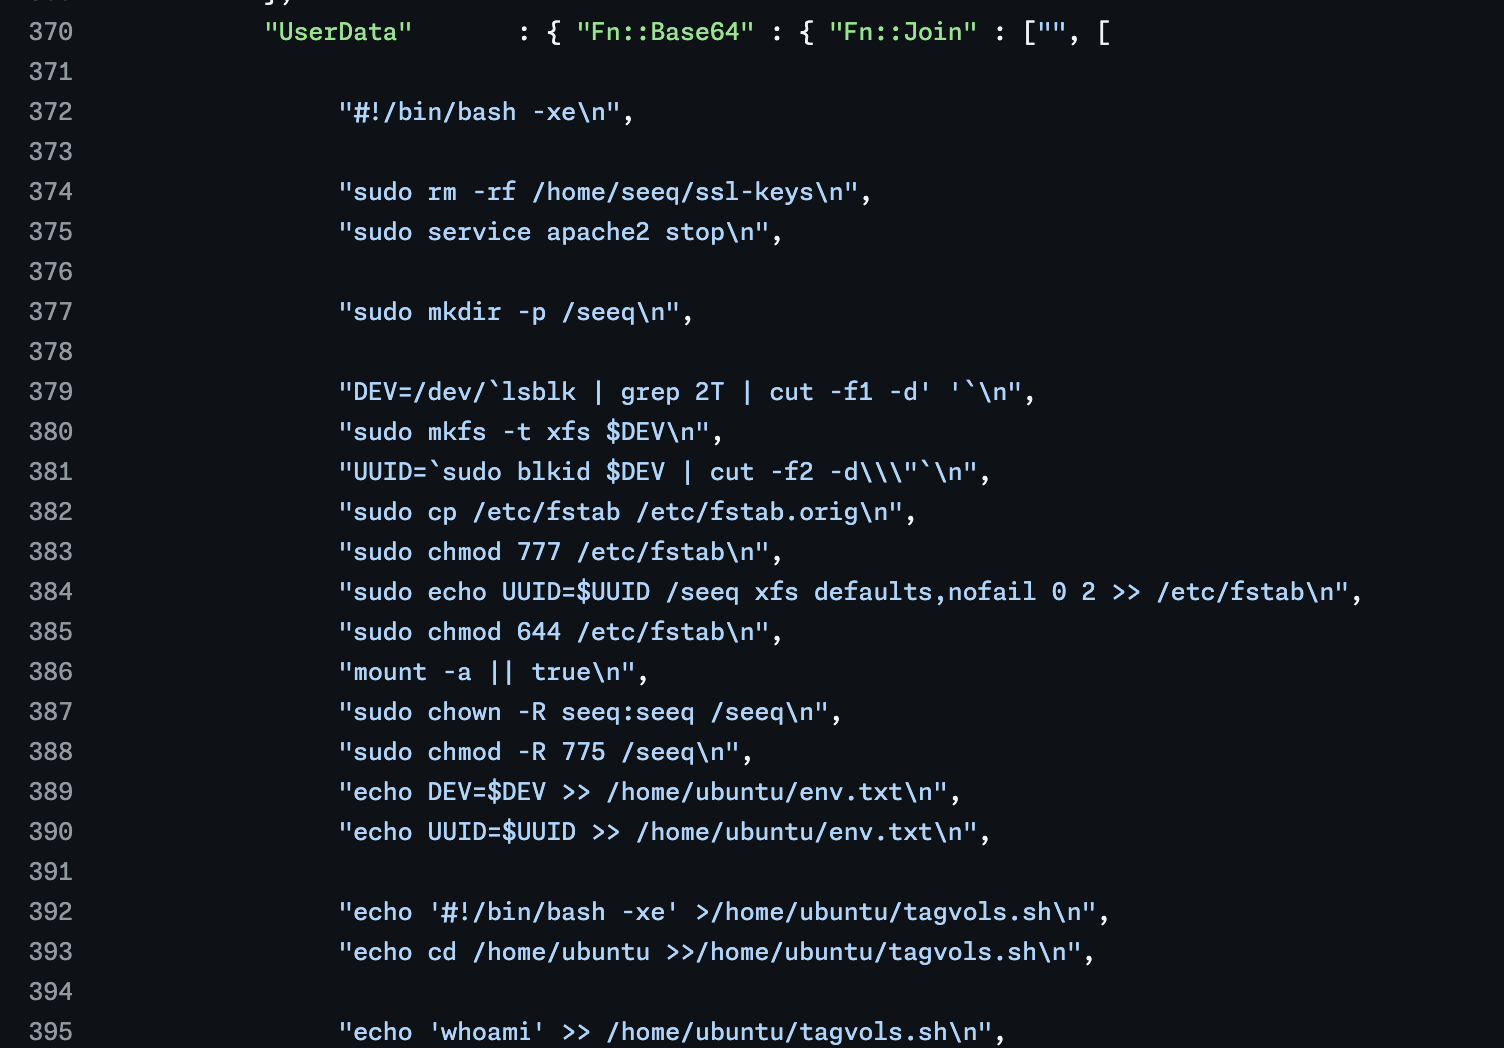 370 "UserData" : { "Fn::Base64" : { "Fn::Join" : ["", [
371
372 "#!/bin/bash -xe\n",
373
374 "sudo rm -rf /home/seeq/ssl-keys\n",
375 "sudo service apache2 stop\n",
376
377 "sudo mkdir -p /seeq\n",
378
379 "DEV=/dev/`lsblk | grep 2T | cut -f1 -d' '`\n",
380 "sudo mkfs -t xfs $DEV\n",
381 "UUID=`sudo blkid $DEV | cut -f2 -d\\\"`\n",
382 "sudo cp /etc/fstab /etc/fstab.orig\n",
383 "sudo chmod 777 /etc/fstab\n",
384 "sudo echo UUID=$UUID /seeq xfs defaults,nofail 0 2 >> /etc/fstab\n",
385 "sudo chmod 644 /etc/fstab\n",
386 "mount -a || true\n",
387 "sudo chown -R seeq:seeq /seeq\n",
388 "sudo chmod -R 775 /seeq\n",
389 "echo DEV=$DEV >> /home/ubuntu/env.txt\n",
390 "echo UUID=$UUID >> /home/ubuntu/env.txt\n",
391
392 "echo '#!/bin/bash -xe' >/home/ubuntu/tagvols.sh\n",
393 "echo cd /home/ubuntu >>/home/ubuntu/tagvols.sh\n",
394
395 "echo 'whoami' >> /home/ubuntu/tagvols.sh\n",